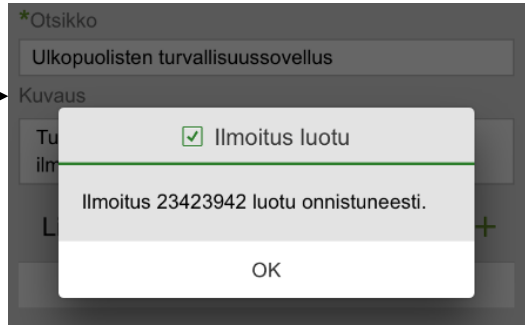 *Otsikko
Ulkopuolisten turvallisuussovellus
Kuvaus
Ilmoitus luotu
Ilmoitus 23423942 luotu onnistuneesti.
OK